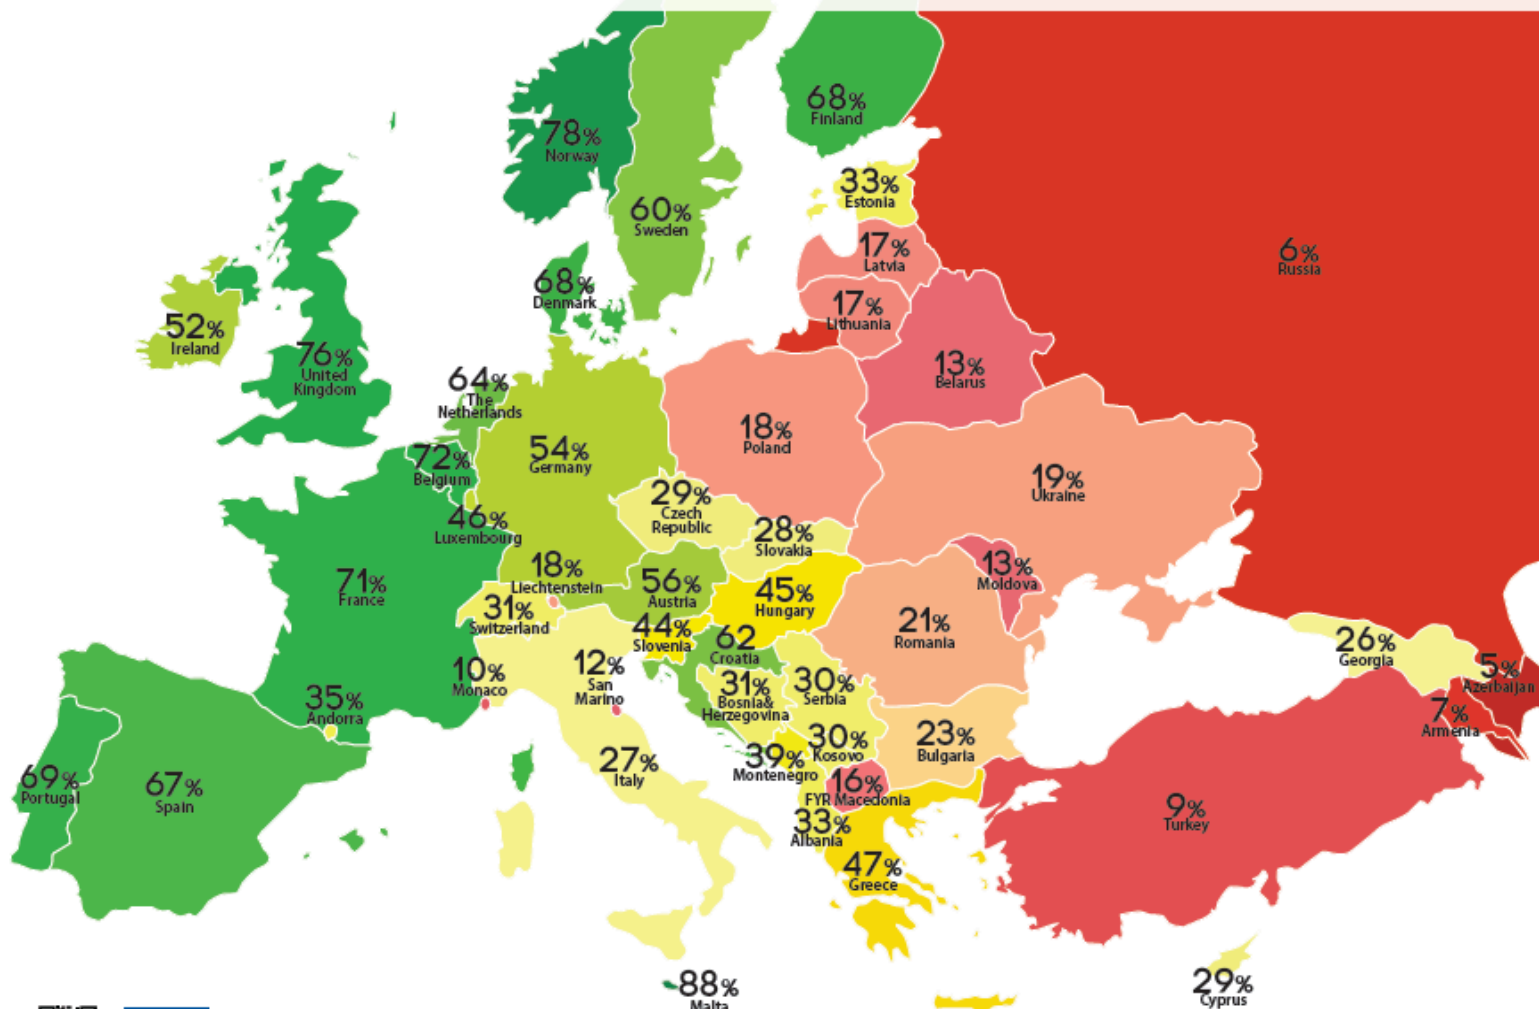 68%
Finland
78%
Norway
33%
Estonia
60%
Sweden
17%
Latvia
6%
Russia
68%
Denmark
17%
Lithuania
52%
Ireland
76%
United
Kingdom
13%
Belarus
64%
The
Netherlands
18%
Poland
54%
Germany
72%
Belgium
19%
Ukraine
29%
Czech
Republic
46%
Luxembourg
28%
Slovakia
18%
Liechtenstein
13%
Moldova
71%
France
56%
Austria
45%
Hungary
31%
Switzerland
21%
Romania
44%
Slovenia
62
Croatia
26%
Georgia
10%
Monaco
12%
San
Marino
31%
Bosnia&
Herzegovina
30%
Serbia
5%
Azerbaijan
35%
Andorra
7%
Armenia
30%
Kosovo
23%
Bulgaria
39%
Montenegro
27%
Italy
69%
Portugal
67%
Spain
16%
FYR Macedonia
9%
Turkey
33%
Albania
47%
Greece
88%
Malta
29%
Cyprus